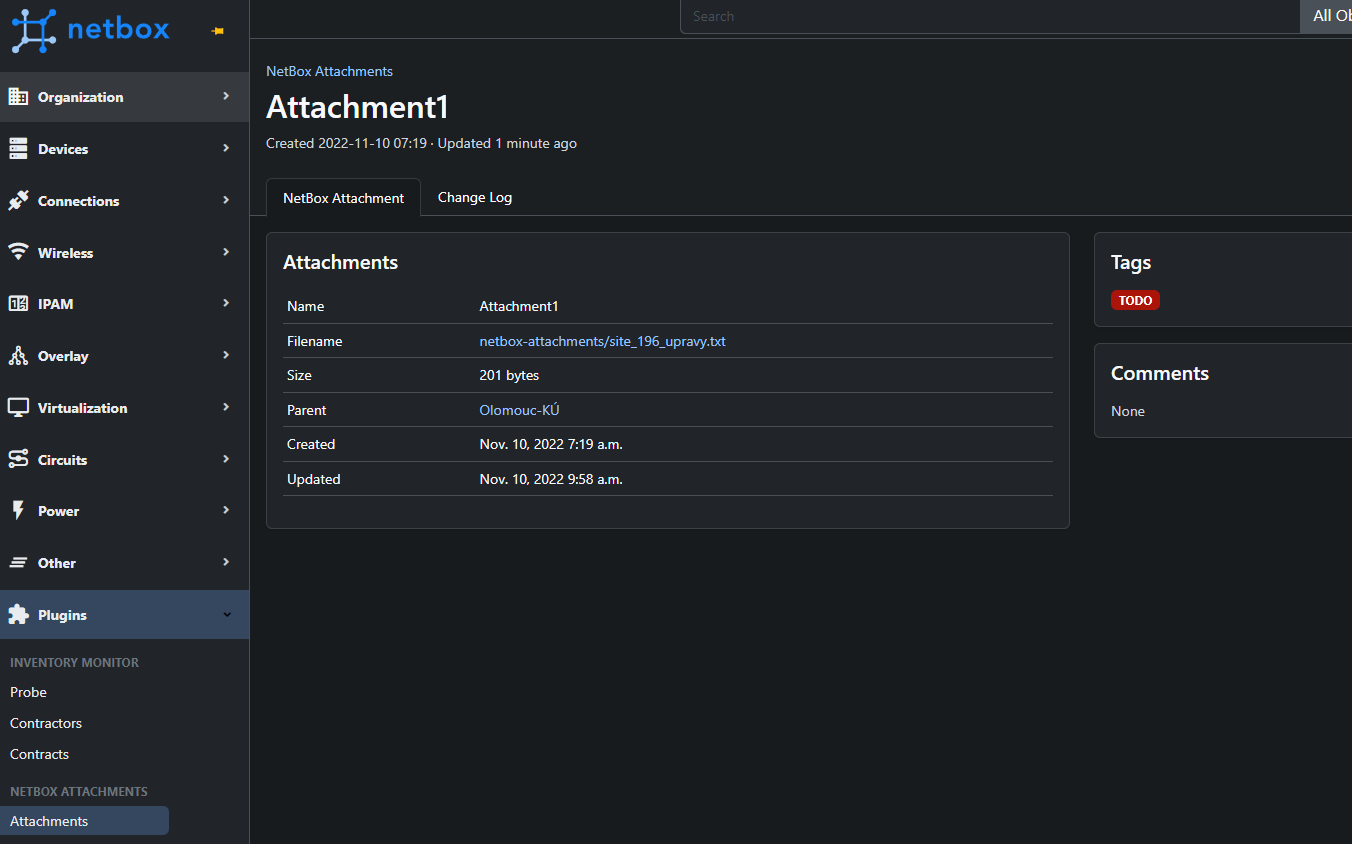 netbox
Search
All Ob
Organization
Devices
Connections
Wireless
IPAM
Overlay
Virtualization
Circuits
Power
Other
Plugins
INVENTORY MONITOR
Probe
Contractors
Contracts
NETBOX ATTACHMENTS
Attachments
NetBox Attachments
Attachment1
Created 2022-11-10 07:19 · Updated 1 minute ago
NetBox Attachment Change Log
Attachments
Name Attachment1
Filename netbox-attachments/site_196_upravy.txt
Size 201 bytes
Parent Olomouc-KÚ
Created Nov. 10, 2022 7:19 a.m.
Updated Nov. 10, 2022 9:58 a.m.
Tags
TODO
Comments
None